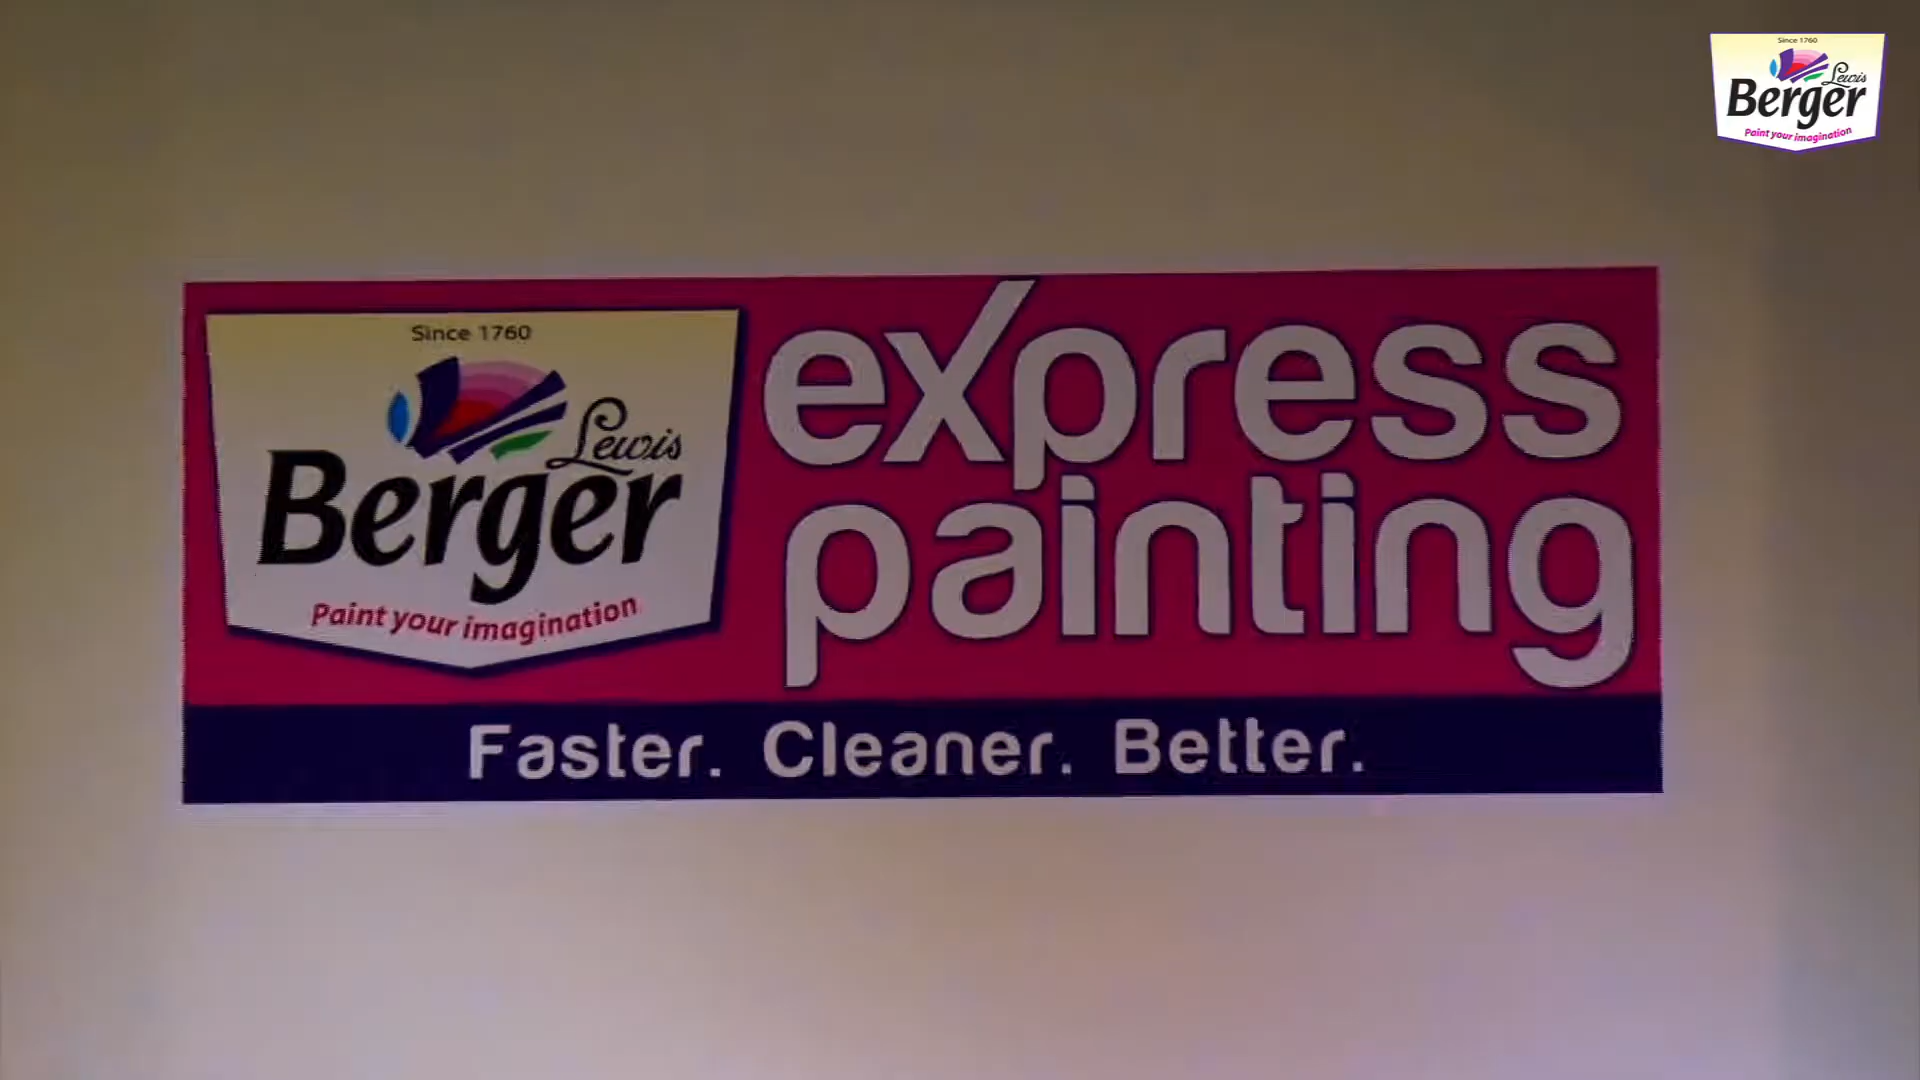 Since 1760
Lewis
Berger
Paint your imagination
Since 1760
Lewis
Berger
Paint your imagination
express
painting
Faster. Cleaner. Better.